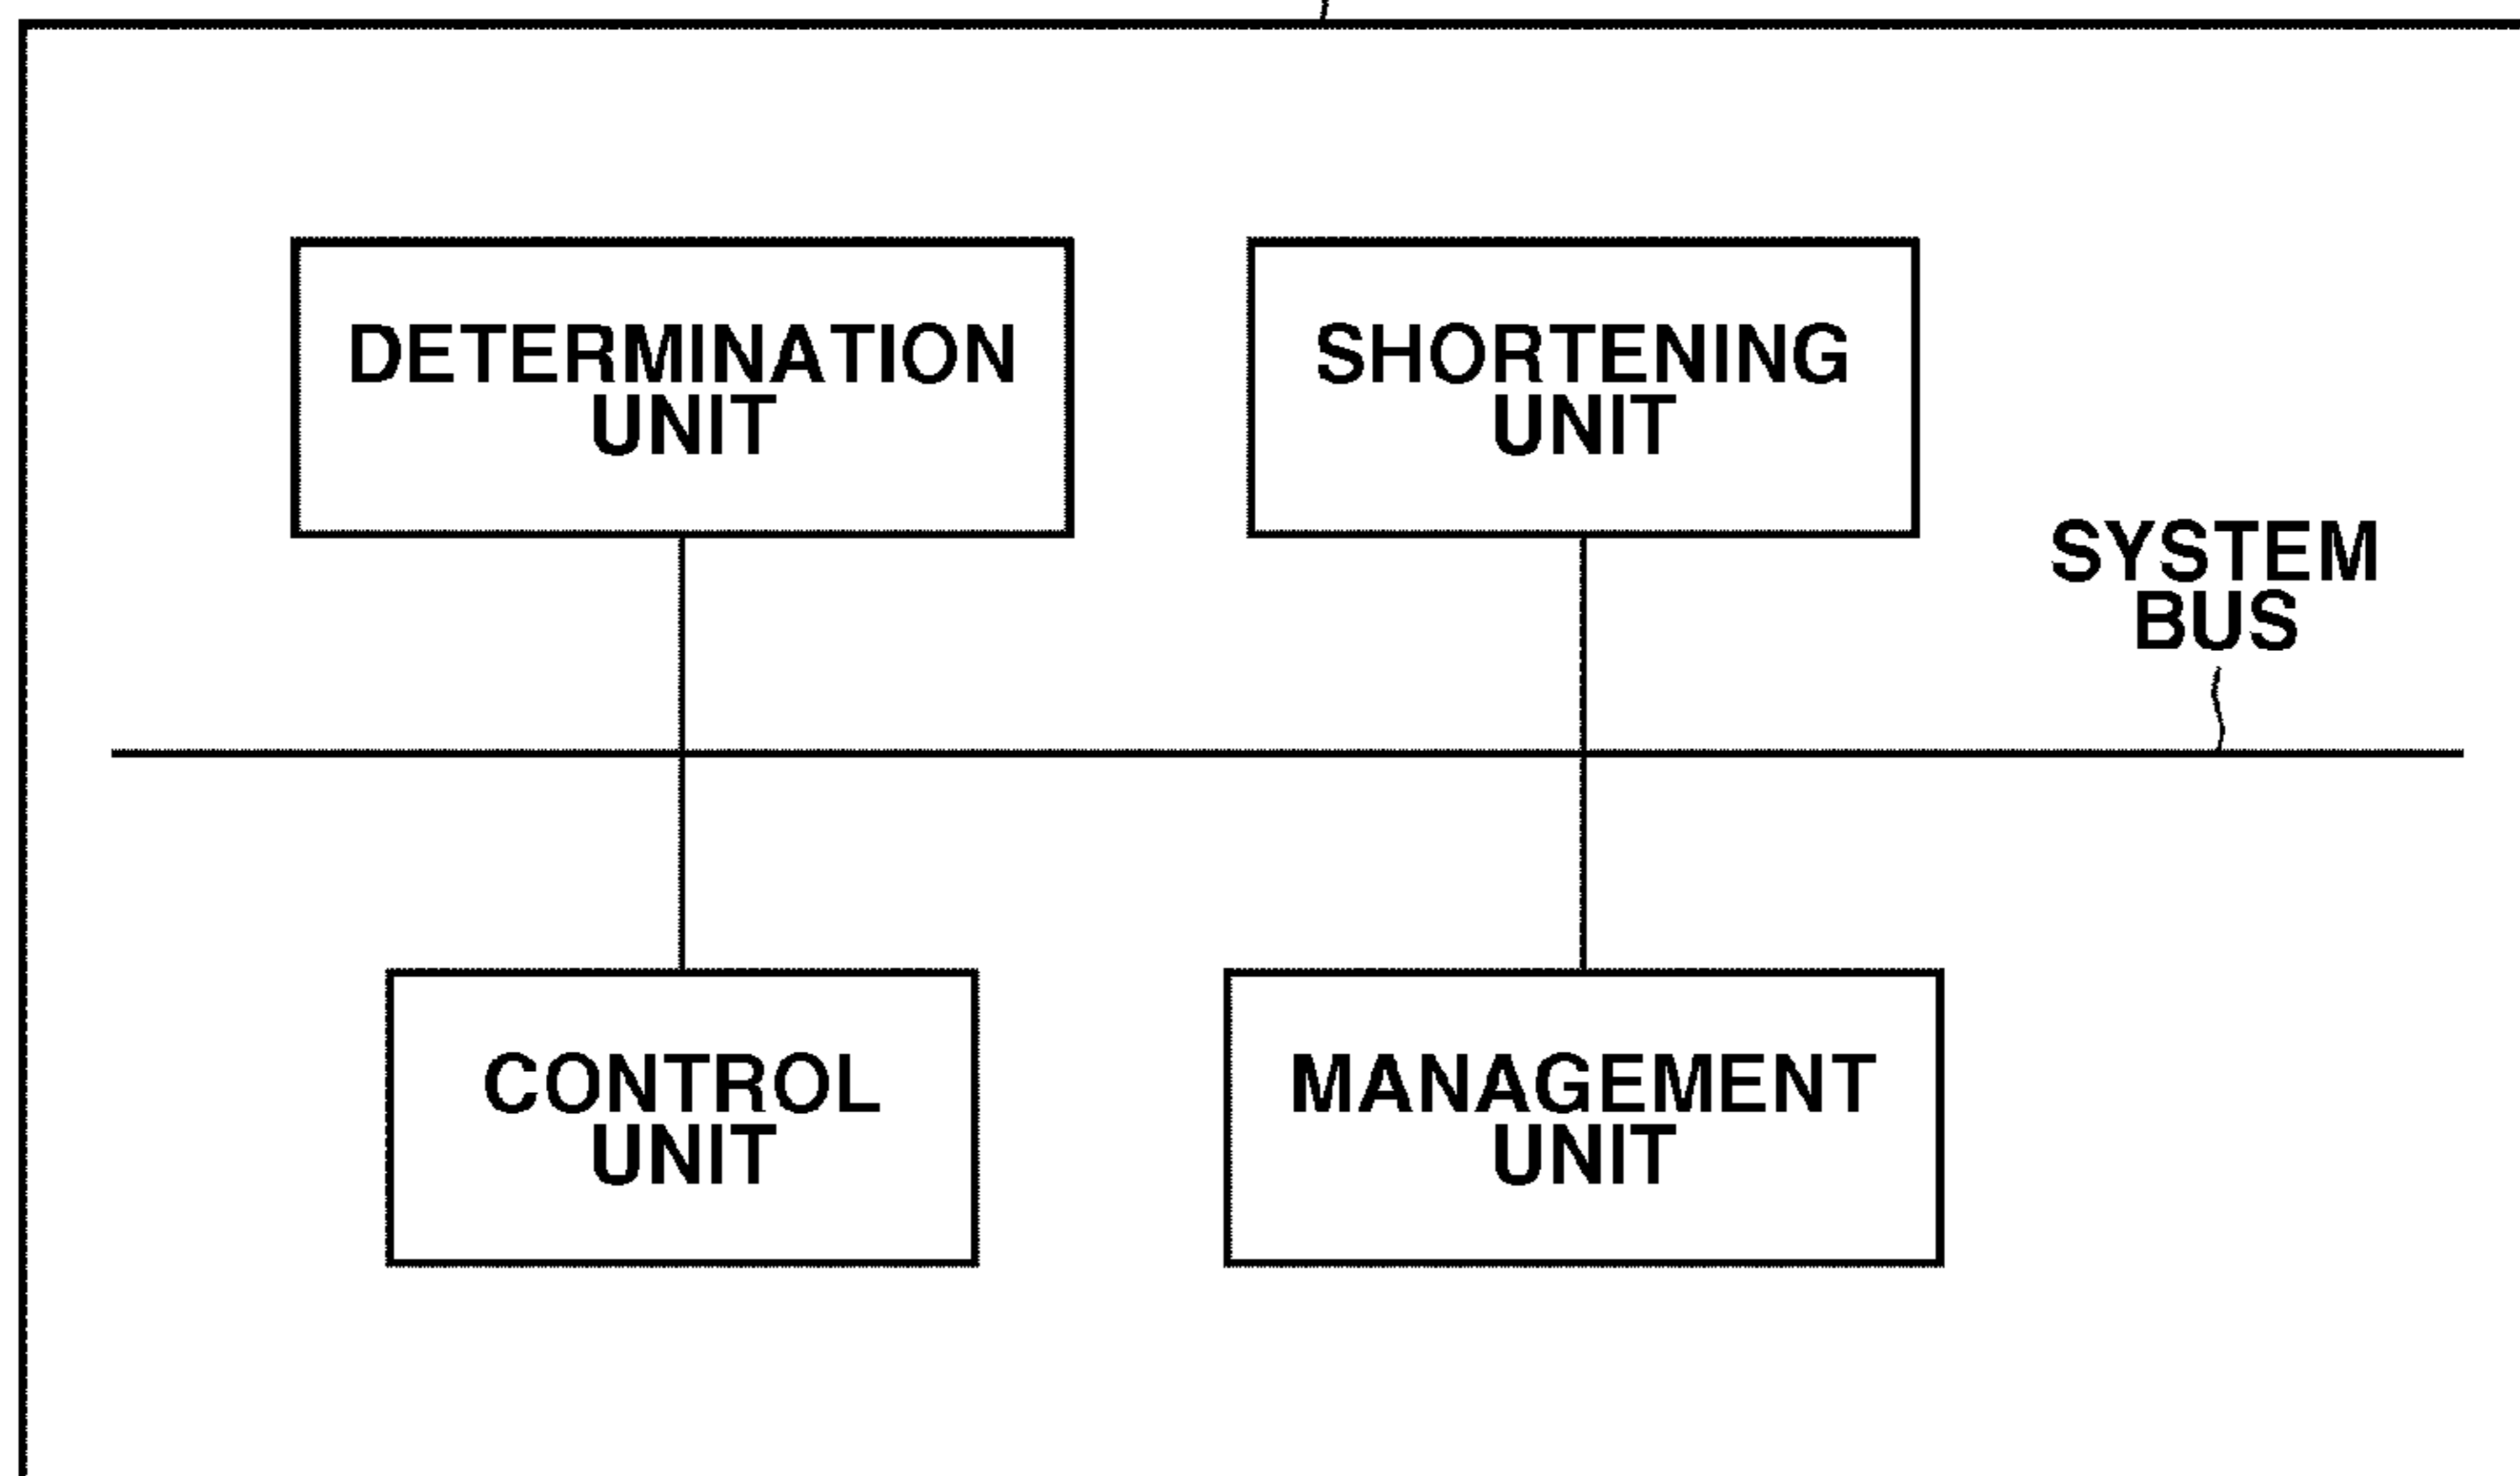 DETERMINATION
UNIT
SHORTENING
UNIT
SYSTEM
BUS
CONTROL
UNIT
MANAGEMENT
UNIT